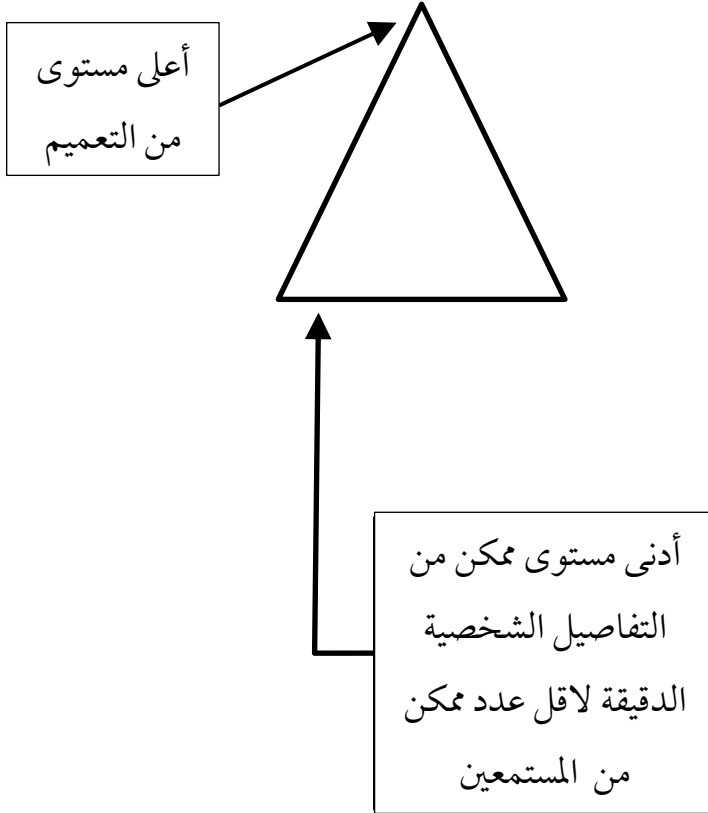 أعلى مستوى
من التعميم
أدنى مستوى ممكن من
التفاصيل الشخصية
الدقيقة لاقل عدد ممكن
من المستمعين